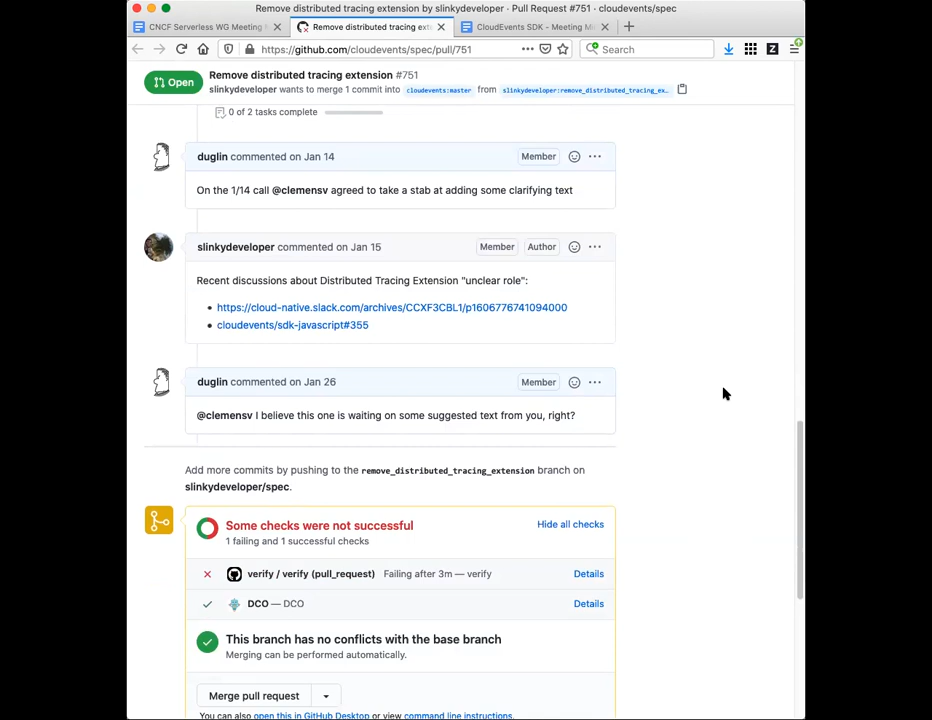 Remove distributed tracing extension by slinkydeveloper · Pull Request #751 · cloudevents/spec
CNCF Serverless WG Meeting M
Remove distributed tracing exte
CloudEvents SDK - Meeting Min
https://github.com/cloudevents/spec/pull/751
Search
Open
Remove distributed tracing extension #751
slinkydeveloper wants to merge 1 commit into cloudevents:master from slinkydeveloper:remove_distributed_tracing_ex…
0 of 2 tasks complete
duglin commented on Jan 14
Member
On the 1/14 call @clemensv agreed to take a stab at adding some clarifying text
slinkydeveloper commented on Jan 15
Member
Author
Recent discussions about Distributed Tracing Extension "unclear role":
• https://cloud-native.slack.com/archives/CCXF3CBL1/p1606776741094000
• cloudevents/sdk-javascript#355
duglin commented on Jan 26
Member
@clemensv I believe this one is waiting on some suggested text from you, right?
Add more commits by pushing to the remove_distributed_tracing_extension branch on
slinkydeveloper/spec.
Some checks were not successful
Hide all checks
1 failing and 1 successful checks
verify / verify (pull_request) Failing after 3m — verify
Details
DCO — DCO
Details
This branch has no conflicts with the base branch
Merging can be performed automatically.
Merge pull request
You can also open this in GitHub Desktop or view command line instructions.